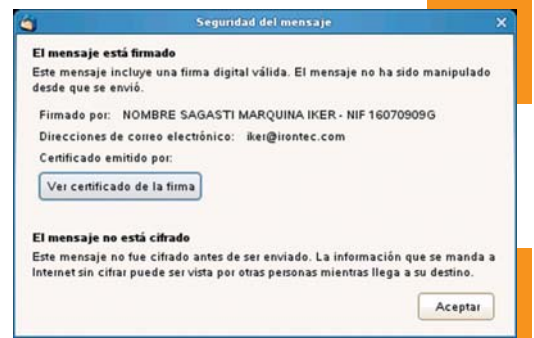 Seguridad del mensaje
El mensaje está firmado
Este mensaje incluye una firma digital válida. El mensaje no ha sido manipulado
desde que se envió.
Firmado por: NOMBRE SAGASTI MARQUINA IKER - NIF 16070909G
Direcciones de correo electrónico: iker@irontec.com
Certificado emitido por:
Ver certificado de la firma
El mensaje no está cifrado
Este mensaje no fue cifrado antes de ser enviado. La información que se manda a
Internet sin cifrar puede ser vista por otras personas mientras llega a su destino.
Aceptar